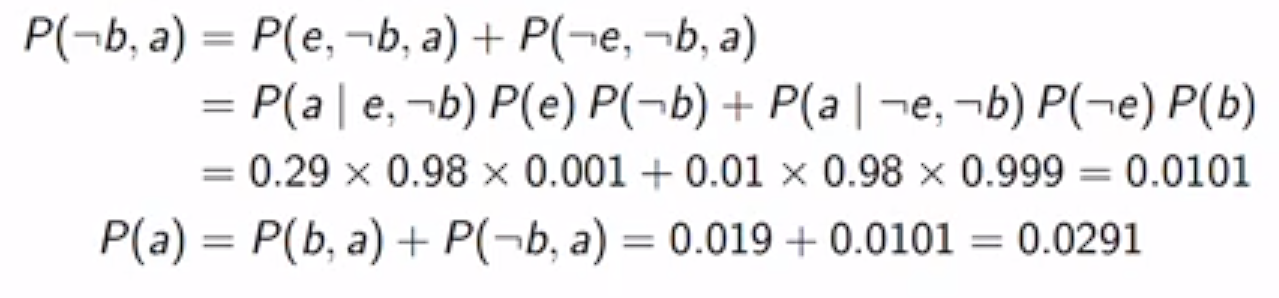 P(¬b, a) = P(e, ¬b, a) + P(¬e, ¬b, a)
= P(a | e, ¬b) P(e) P(¬b) + P(a | ¬e, ¬b) P(¬e) P(b)
= 0.29 × 0.98 × 0.001 + 0.01 × 0.98 × 0.999 = 0.0101
P(a) = P(b, a) + P(¬b, a) = 0.019 + 0.0101 = 0.0291